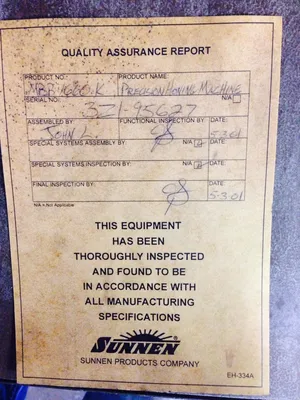 QUALITY ASSURANCE REPORT
PRODUCT NO.: PRODUCT NAME:
MBB 1680-K PRECISION HONING MACHINE
SERIAL NO.: N/A
3Z1-95627
ASSEMBLED BY: FUNCTIONAL INSPECTION BY: DATE:
JOHN L. 5-3-01
SPECIAL SYSTEMS ASSEMBLY BY: N/A DATE:
SPECIAL SYSTEMS INSPECTION BY: N/A DATE:
FINAL INSPECTION BY: DATE:
5-3-01
N/A = Not Applicable
THIS EQUIPMENT
HAS BEEN
THOROUGHLY INSPECTED
AND FOUND TO BE
IN ACCORDANCE WITH
ALL MANUFACTURING
SPECIFICATIONS
SUNNEN
SUNNEN PRODUCTS COMPANY
EH-334A